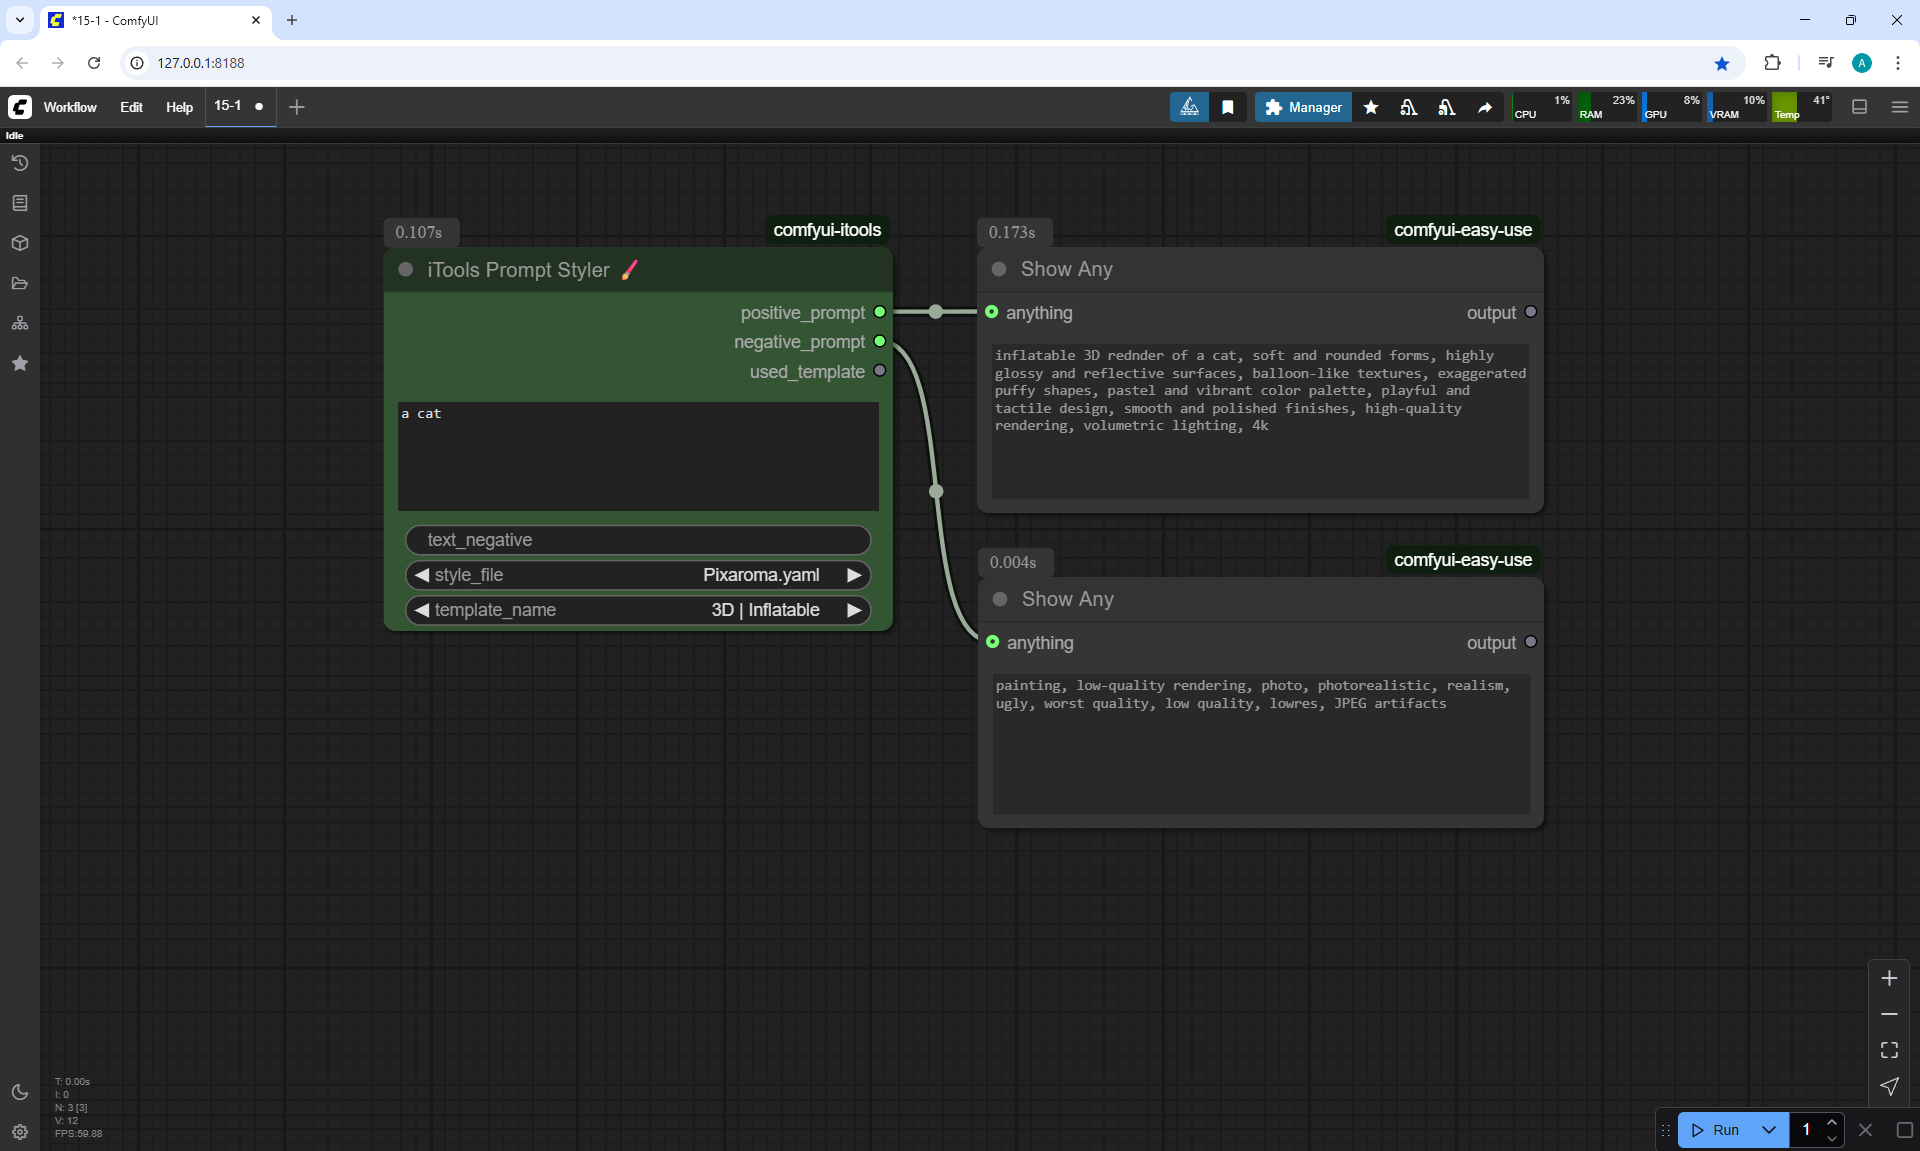 *15-1 - ComfyUI
127.0.0.1:8188
Workflow Edit Help 15-1
Manager
CPU 1% RAM 23% GPU 8% VRAM 10% Temp 41°
Idle
0.107s comfyui-itools
iTools Prompt Styler
positive_prompt
negative_prompt
used_template
a cat
text_negative
style_file Pixaroma.yaml
template_name 3D | Inflatable
0.173s comfyui-easy-use
Show Any
anything output
inflatable 3D rednder of a cat, soft and rounded forms, highly
glossy and reflective surfaces, balloon-like textures, exaggerated
puffy shapes, pastel and vibrant color palette, playful and
tactile design, smooth and polished finishes, high-quality
rendering, volumetric lighting, 4k
0.004s comfyui-easy-use
Show Any
anything output
painting, low-quality rendering, photo, photorealistic, realism,
ugly, worst quality, low quality, lowres, JPEG artifacts
T: 0.00s
I: 0
N: 3 [3]
V: 12
FPS:59.88
Run 1
A